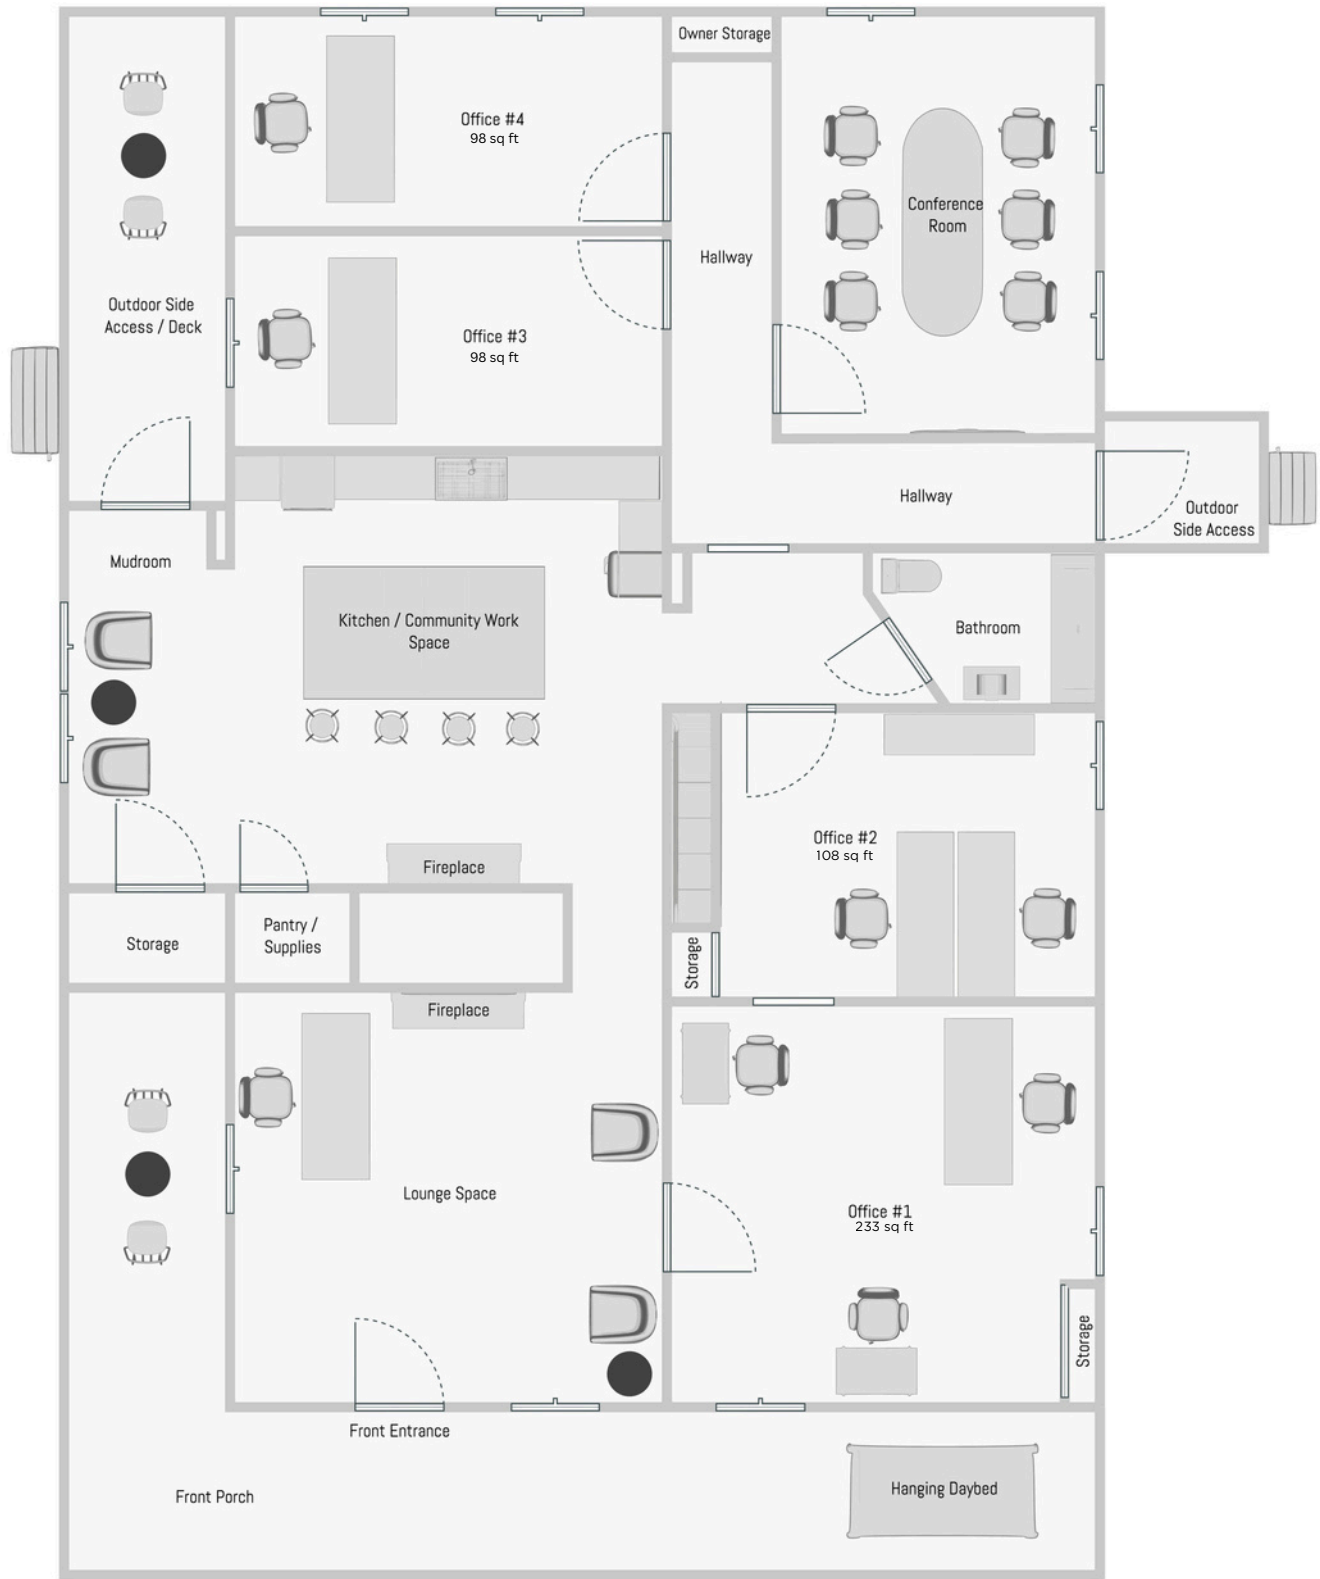 Owner Storage
Office #4
98 sq ft
Conference
Room
Hallway
Outdoor Side
Access / Deck
Office #3
98 sq ft
Hallway
Outdoor
Side Access
Mudroom
Kitchen / Community Work
Space
Bathroom
Office #2
108 sq ft
Fireplace
Storage
Pantry /
Supplies
Storage
Fireplace
Lounge Space
Office #1
233 sq ft
Storage
Front Entrance
Front Porch
Hanging Daybed